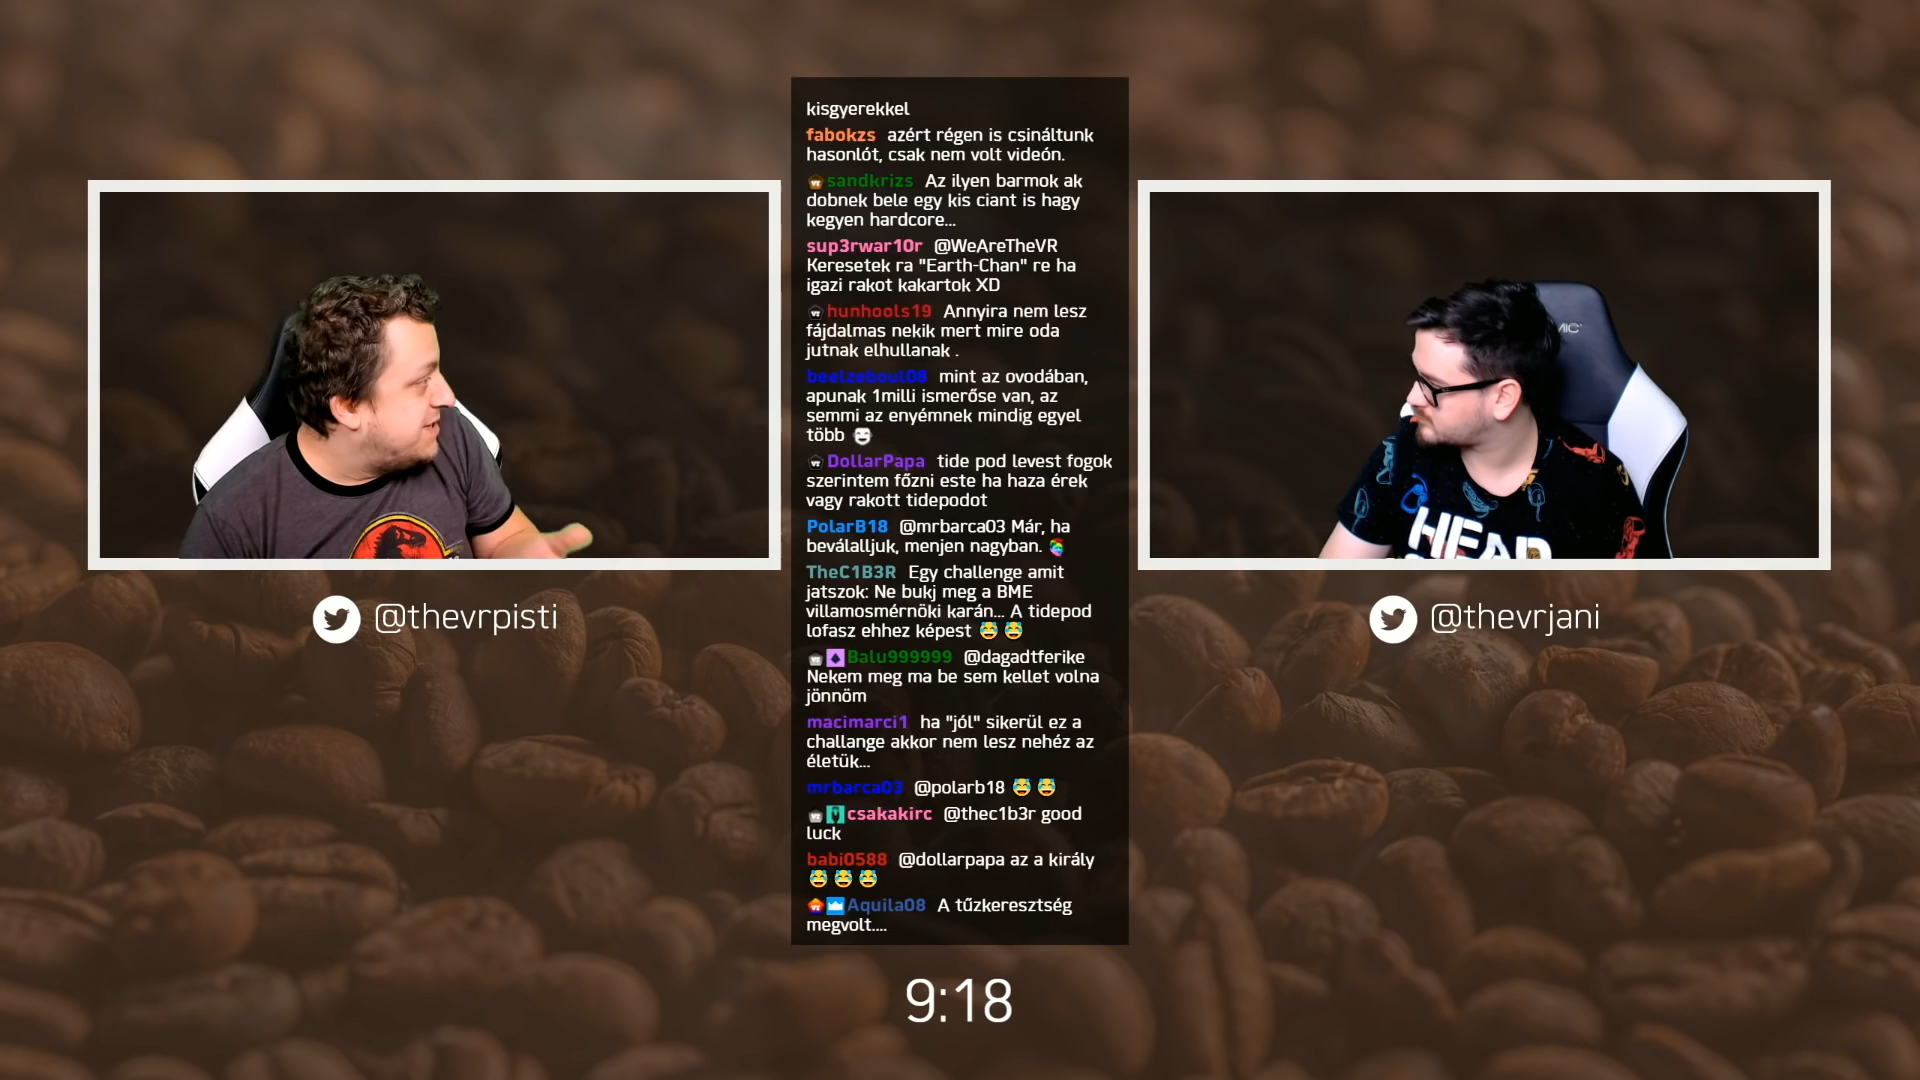 kisgyerekkel
fabokzs azért régen is csináltunk
hasonlót, csak nem volt videón.
sandkrizs Az ilyen barmok ak
dobnek bele egy kis ciant is hagy
kegyen hardcore...
sup3rwar10r @WeAreTheVR
Keresetek ra "Earth-Chan" re ha
igazi rakot kakartok XD
hunhools19 Annyira nem lesz
fájdalmas nekik mert mire oda
jutnak elhullanak .
beelzeboul08 mint az ovodában,
apunak 1milli ismerőse van, az
semmi az enyémnek mindig egyel
több
DollarPapa tide pod levest fogok
szerintem főzni este ha haza érek
vagy rakott tidepodot
PolarB18 @mrbarca03 Már, ha
beválalljuk, menjen nagyban.
TheC1B3R Egy challenge amit
jatszok: Ne bukj meg a BME
villamosmérnöki karán... A tidepod
lofasz ehhez képest 😂 😂
Balu999999 @dagadtferike
Nekem meg ma be sem kellet volna
jönnöm
macimarci1 ha "jól" sikerül ez a
challange akkor nem lesz nehéz az
életük...
mrbarca03 @polarb18 😂 😂
csakakirc @thec1b3r good
luck
babi0588 @dollarpapa az a király
😂 😂 😂
Aquila08 A tűzkeresztség
megvolt....
@thevrpisti
HEAD
@thevrjani
9:18